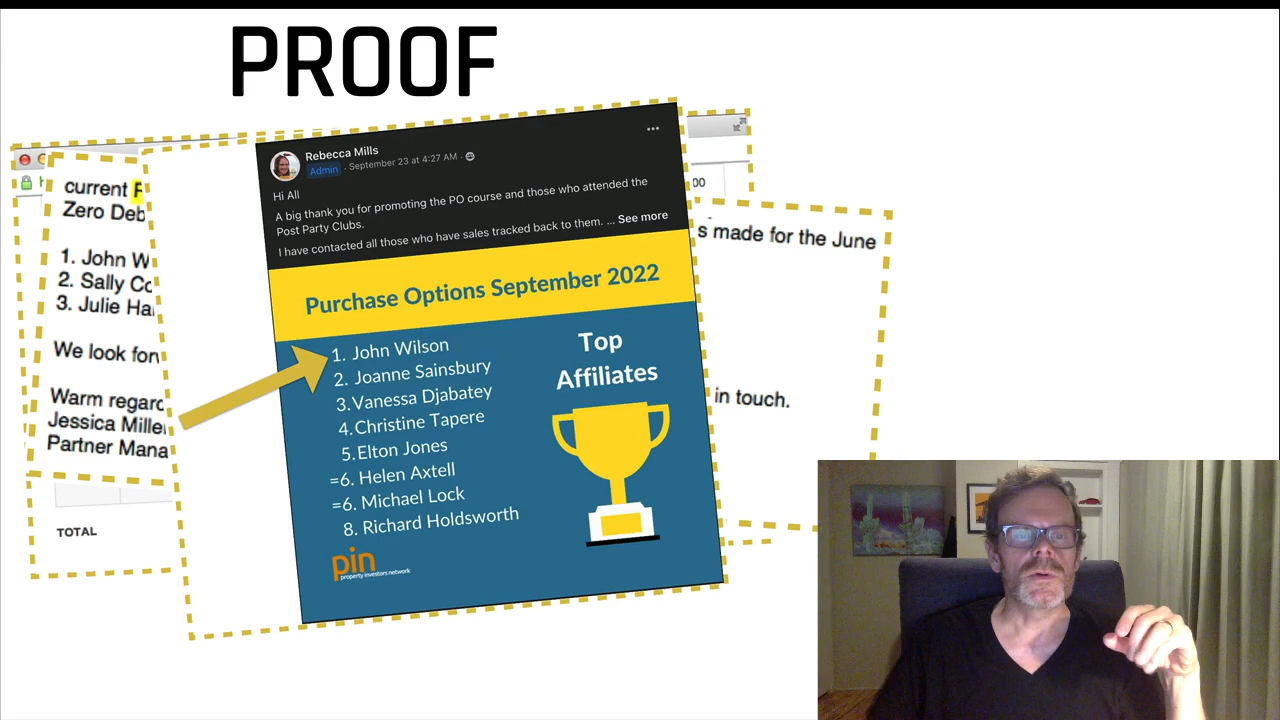 PROOF
current
Zero Deb
1. John W
2. Sally Co
3. Julie Ha
We look for
Warm regard
Jessica Miller
Partner Mana
TOTAL
Rebecca Mills
Admin · September 23 at 4:27 AM ·
Hi All
A big thank you for promoting the PO course and those who attended the
Post Party Clubs.
I have contacted all those who have sales tracked back to them. ... See more
Purchase Options September 2022
1. John Wilson
2. Joanne Sainsbury
3. Vanessa Djabatey
4. Christine Tapere
5. Elton Jones
=6. Helen Axtell
=6. Michael Lock
8. Richard Holdsworth
Top
Affiliates
pin
property investors network
00
s made for the June
in touch.